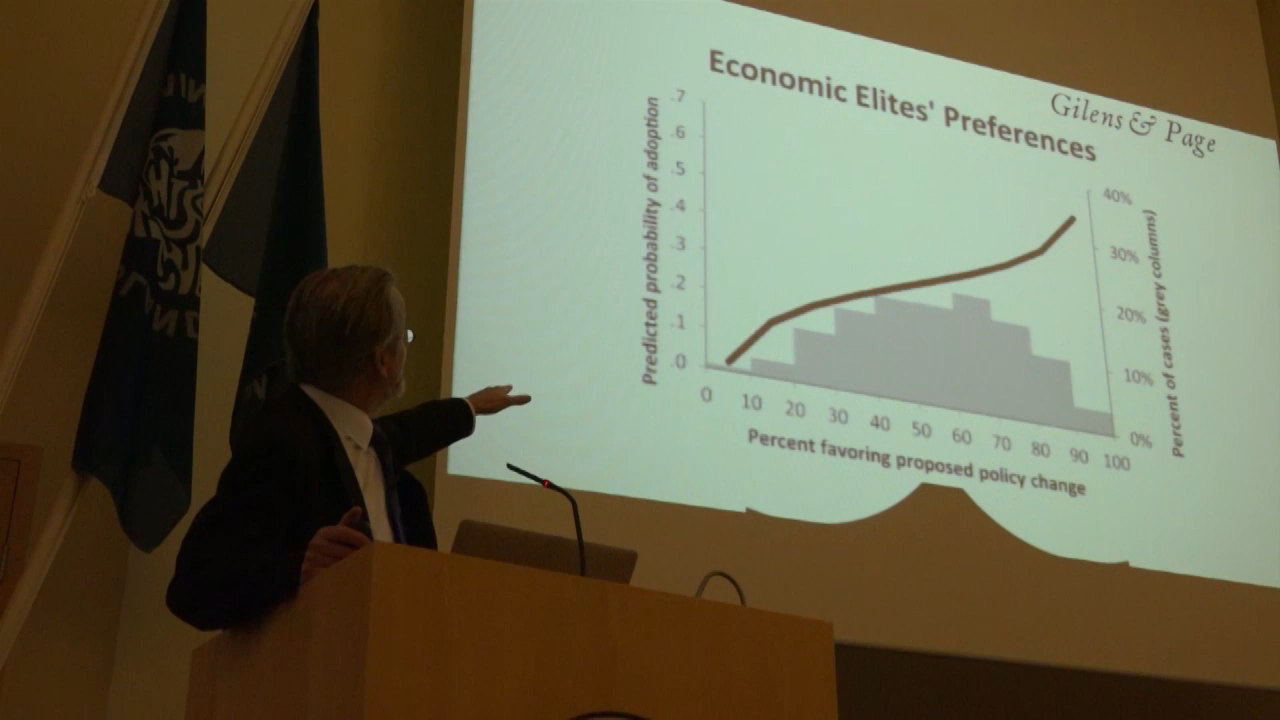 Economic Elites' Preferences
Gilens & Page
Predicted probability of adoption
.7
.6
.5
.4
.3
.2
.1
.0
40%
30%
20%
10%
0%
Percent of cases (grey columns)
0 10 20 30 40 50 60 70 80 90 100
Percent favoring proposed policy change